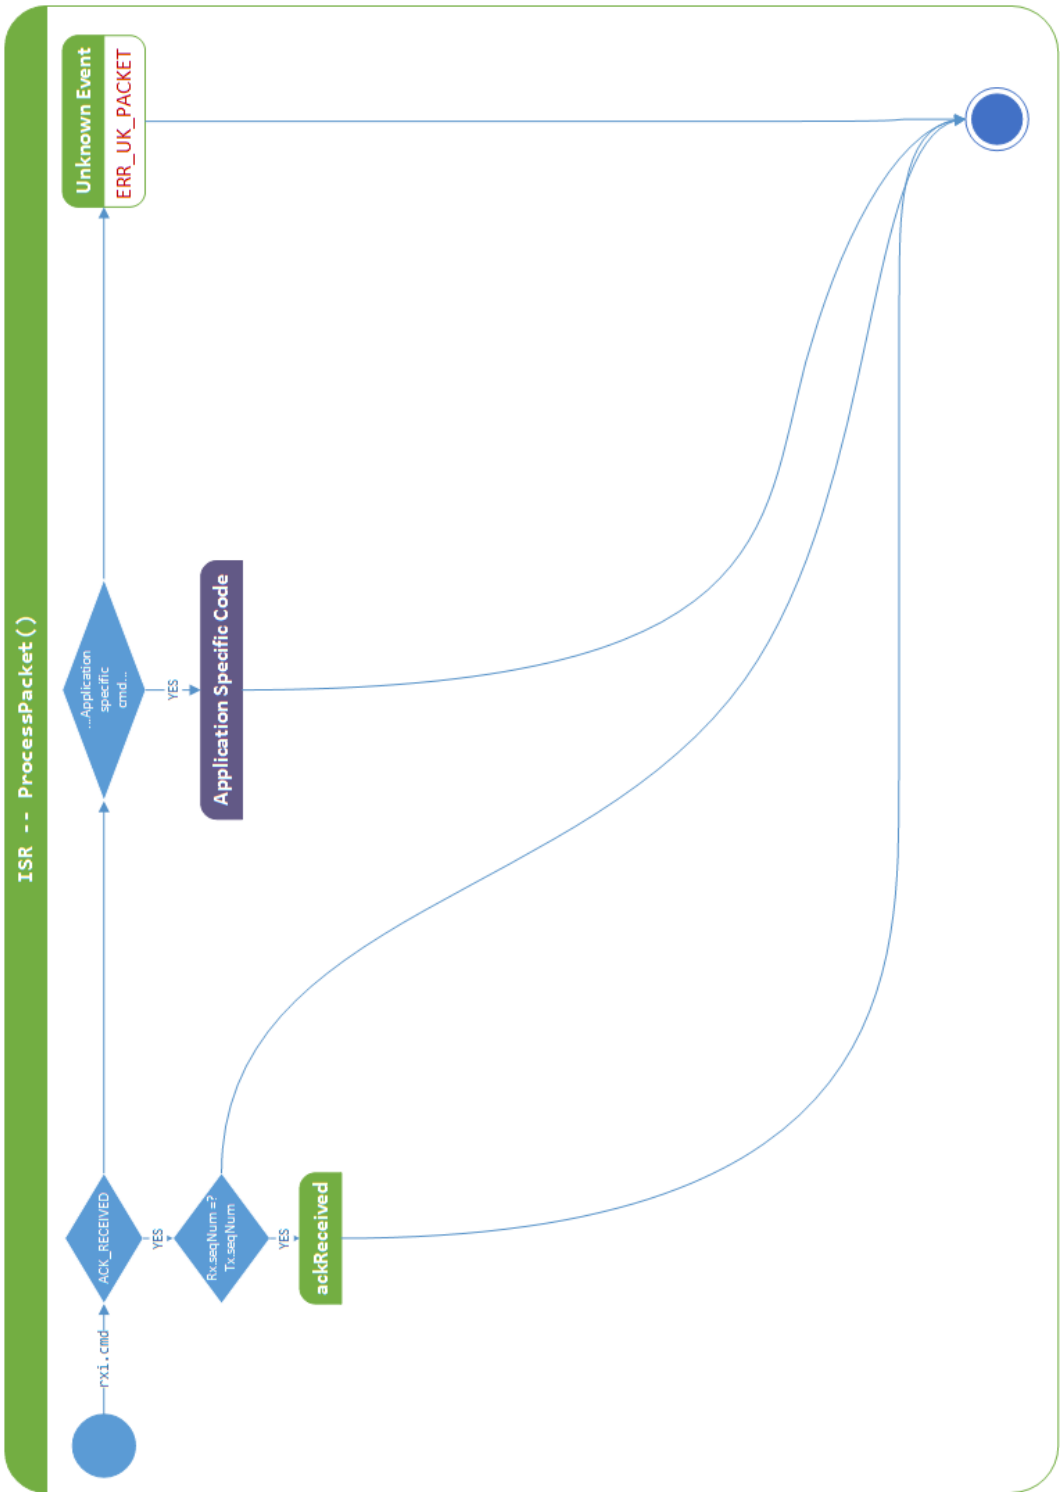 ISR -- ProcessPacket()
rxi.cmd
ACK_RECEIVED
YES
Rx.seqNum =?
Tx.seqNum
YES
ackReceived
...Application
specific
cmd...
YES
Application Specific Code
Unknown Event
ERR_UK_PACKET